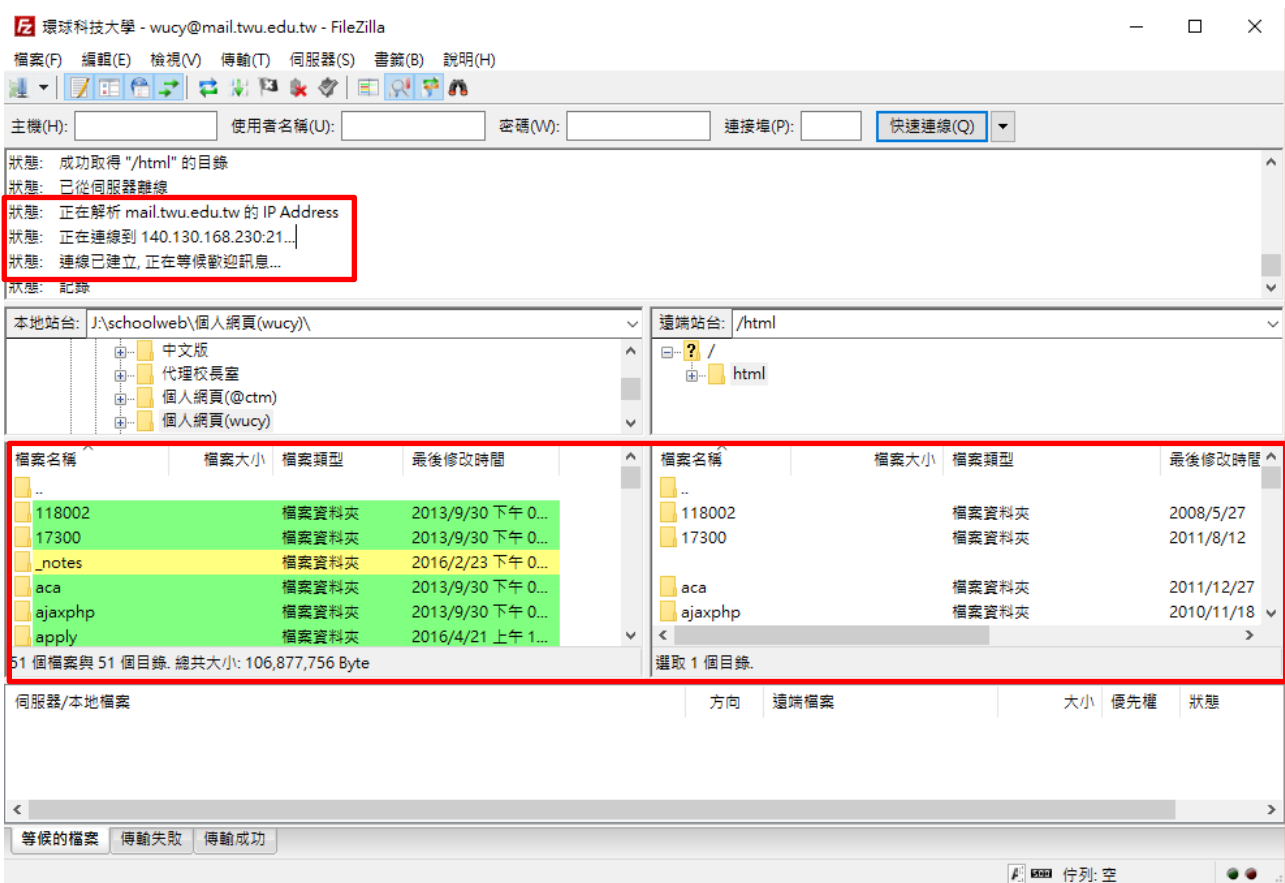 環球科技大學 - wucy@mail.twu.edu.tw - FileZilla
檔案(F) 編輯(E) 檢視(V) 傳輸(T) 伺服器(S) 書籤(B) 說明(H)
主機(H): 使用者名稱(U): 密碼(W): 連接埠(P): 快速連線(Q)
狀態: 成功取得 "/html" 的目錄
狀態: 已從伺服器離線
狀態: 正在解析 mail.twu.edu.tw 的 IP Address
狀態: 正在連線到 140.130.168.230:21...
狀態: 連線已建立, 正在等候歡迎訊息...
狀態: 記錄
本地站台: J:\schoolweb\個人網頁(wucy)\
中文版
代理校長室
個人網頁(@ctm)
個人網頁(wucy)
遠端站台: /html
/
html
檔案名稱 檔案大小 檔案類型 最後修改時間
..
118002 檔案資料夾 2013/9/30 下午 0...
17300 檔案資料夾 2013/9/30 下午 0...
_notes 檔案資料夾 2016/2/23 下午 0...
aca 檔案資料夾 2013/9/30 下午 0...
ajaxphp 檔案資料夾 2013/9/30 下午 0...
apply 檔案資料夾 2016/4/21 上午 1...
51 個檔案與 51 個目錄. 總共大小: 106,877,756 Byte
檔案名稱 檔案大小 檔案類型 最後修改時間
..
118002 檔案資料夾 2008/5/27
17300 檔案資料夾 2011/8/12
aca 檔案資料夾 2011/12/27
ajaxphp 檔案資料夾 2010/11/18
選取 1 個目錄.
伺服器/本地檔案 方向 遠端檔案 大小 優先權 狀態
等候的檔案 傳輸失敗 傳輸成功
佇列: 空